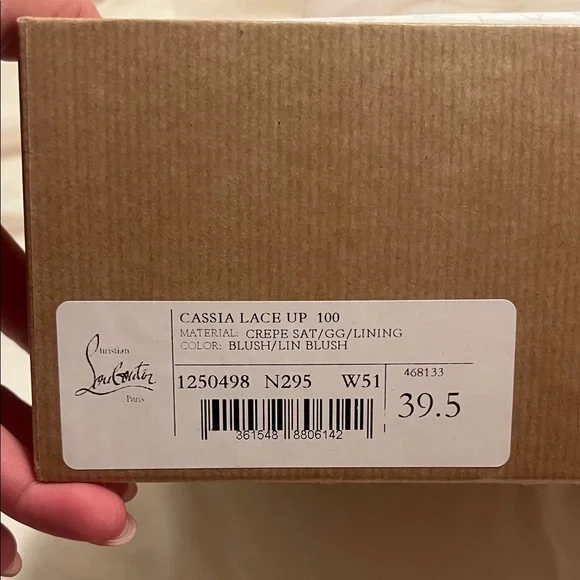 Christian
Louboutin
Paris
CASSIA LACE UP 100
MATERIAL: CREPE SAT/GG/LINING
COLOR: BLUSH/LIN BLUSH
1250498 N295 W51
468133
39.5
361548 8806142